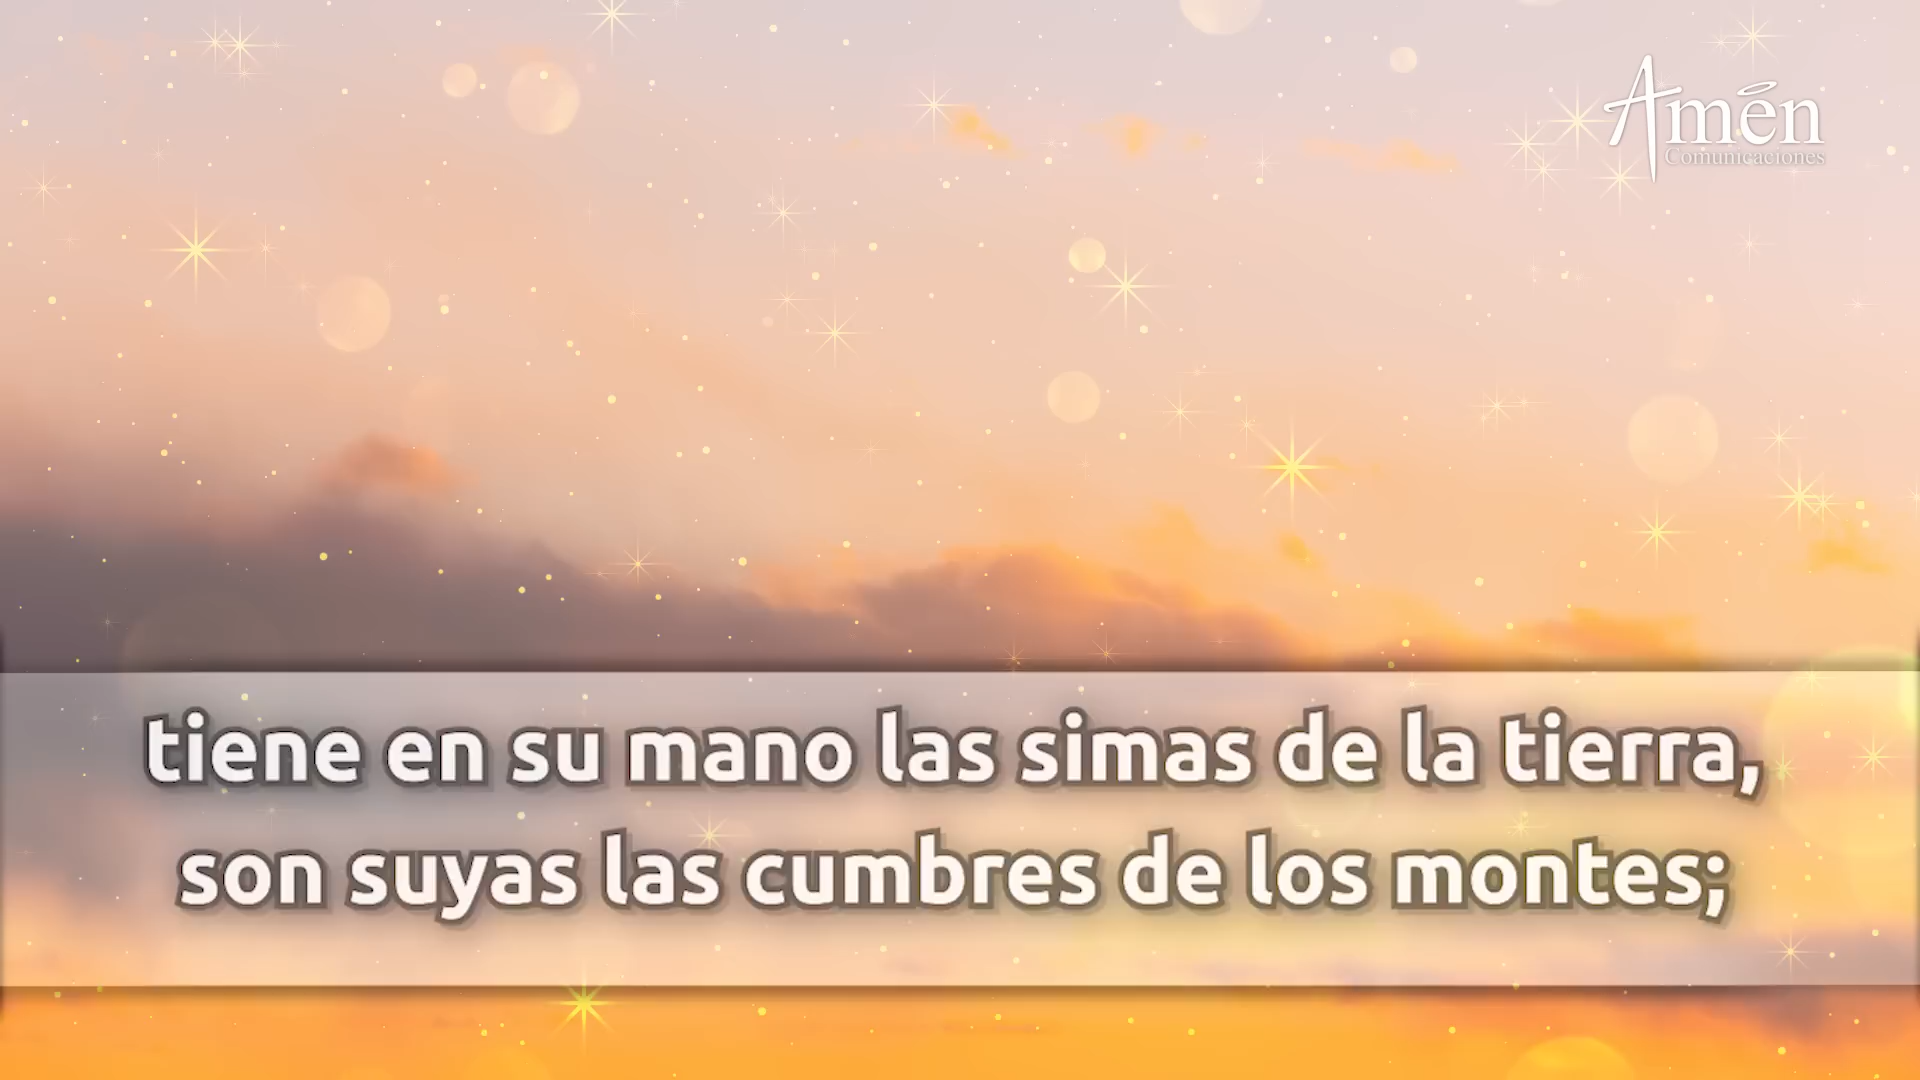 Amén
Comunicaciones
tiene en su mano las simas de la tierra,
son suyas las cumbres de los montes;